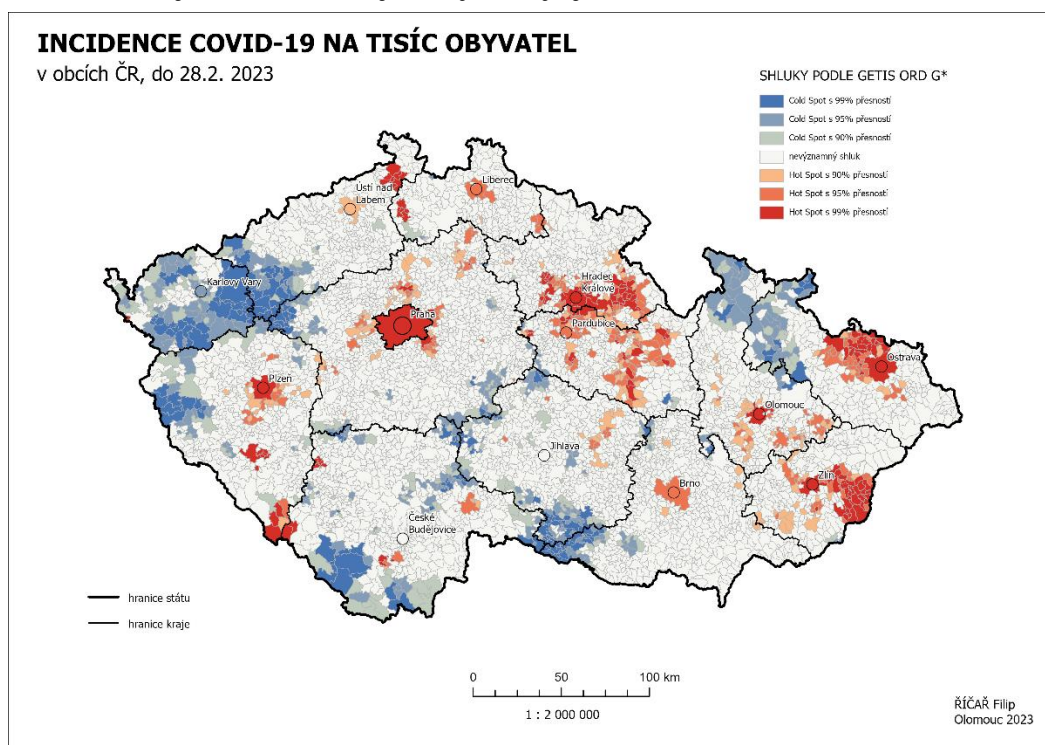 INCIDENCE COVID-19 NA TISÍC OBYVATEL
v obcích ČR, do 28.2. 2023
SHLUKY PODLE GETIS ORD G*
Cold Spot s 99% přesností
Cold Spot s 95% přesností
Cold Spot s 90% přesností
nevýznamný shluk
Hot Spot s 90% přesností
Hot Spot s 95% přesností
Hot Spot s 99% přesností
Liberec
Ústí nad
Labem
Karlovy Vary
Hradec
Králové
Praha
Pardubice
Plzeň
Ostrava
Olomouc
Jihlava
Zlín
Brno
České
Budějovice
hranice státu
hranice kraje
0 50 100 km
1 : 2 000 000
ŘÍČAŘ Filip
Olomouc 2023